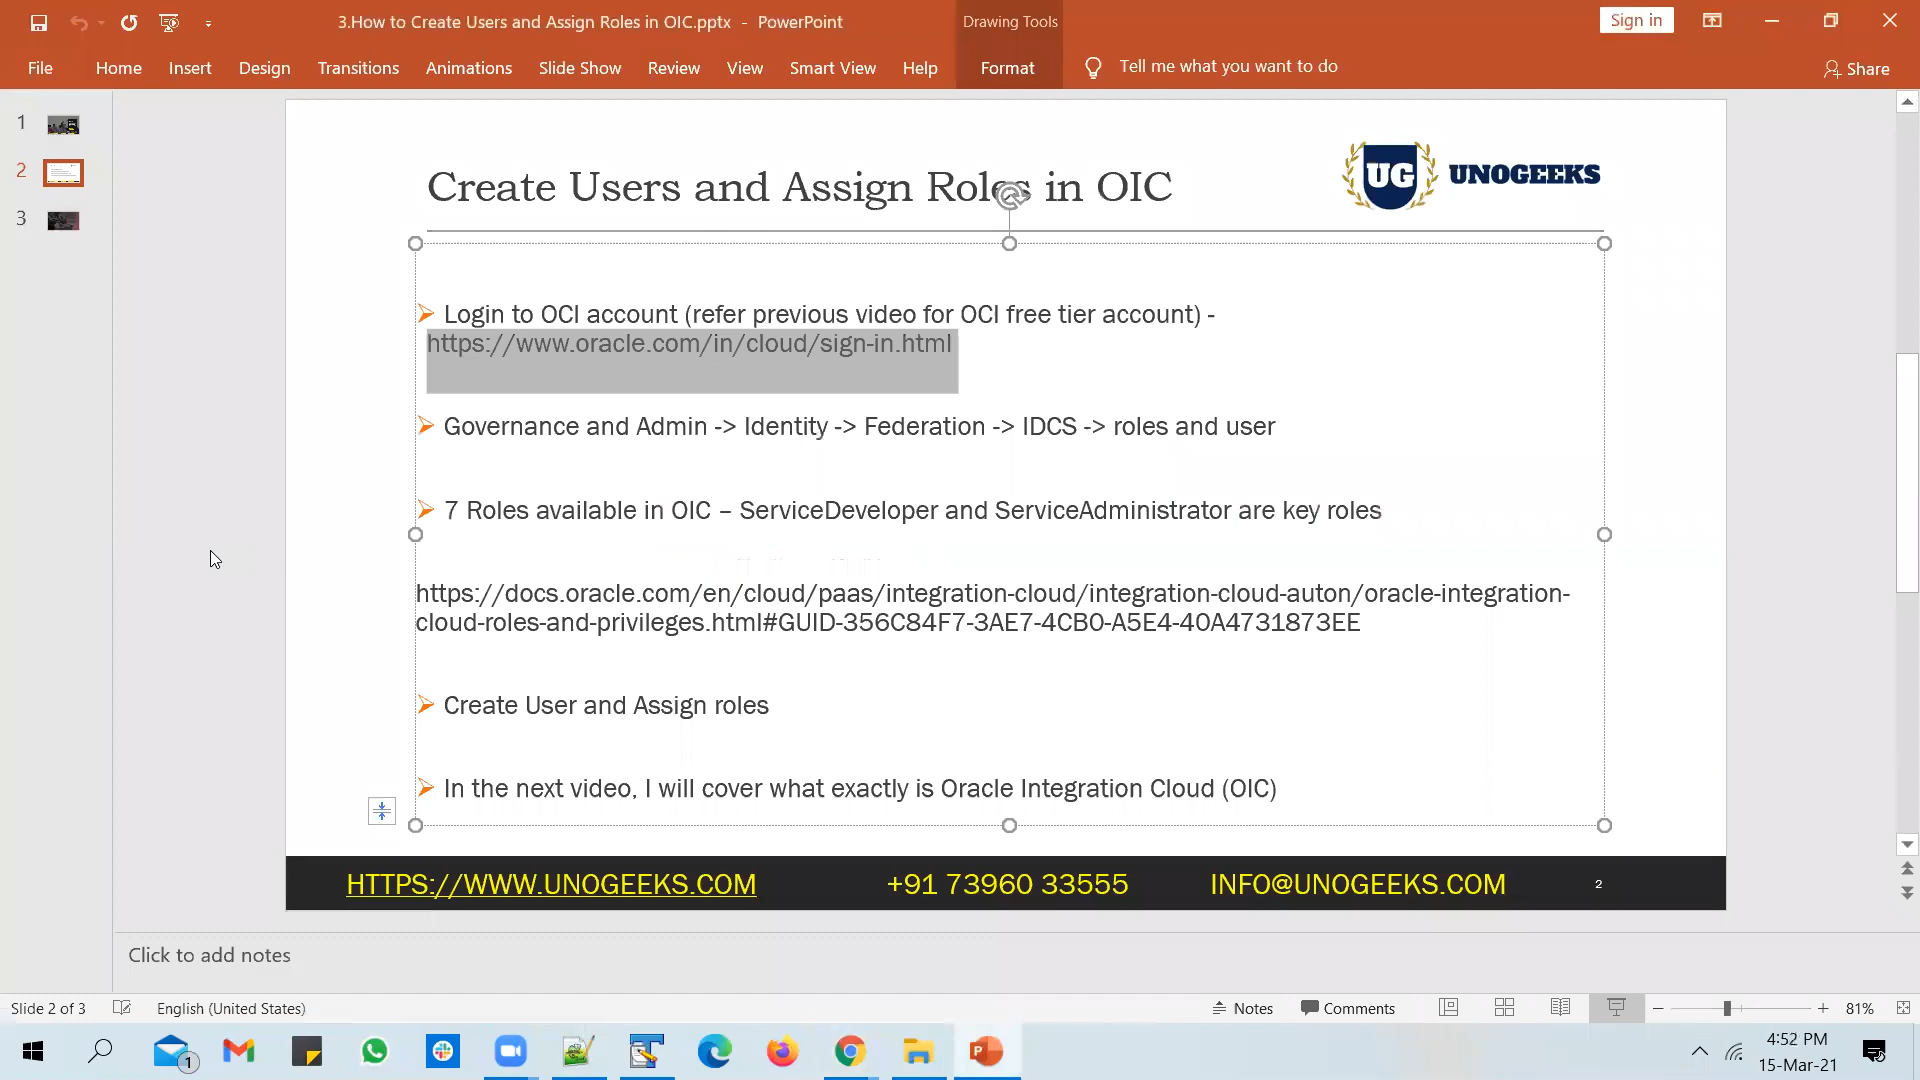 3.How to Create Users and Assign Roles in OIC.pptx - PowerPoint
Drawing Tools
Sign in
File Home Insert Design Transitions Animations Slide Show Review View Smart View Help Format Tell me what you want to do Share
1
2
3
Create Users and Assign Roles in OIC
UG UNOGEEKS
Login to OCI account (refer previous video for OCI free tier account) -
https://www.oracle.com/in/cloud/sign-in.html
Governance and Admin -> Identity -> Federation -> IDCS -> roles and user
7 Roles available in OIC – ServiceDeveloper and ServiceAdministrator are key roles
https://docs.oracle.com/en/cloud/paas/integration-cloud/integration-cloud-auton/oracle-integration-
cloud-roles-and-privileges.html#GUID-356C84F7-3AE7-4CB0-A5E4-40A4731873EE
Create User and Assign roles
In the next video, I will cover what exactly is Oracle Integration Cloud (OIC)
HTTPS://WWW.UNOGEEKS.COM +91 73960 33555 INFO@UNOGEEKS.COM 2
Click to add notes
Slide 2 of 3 English (United States) Notes Comments 81%
1
4:52 PM
15-Mar-21